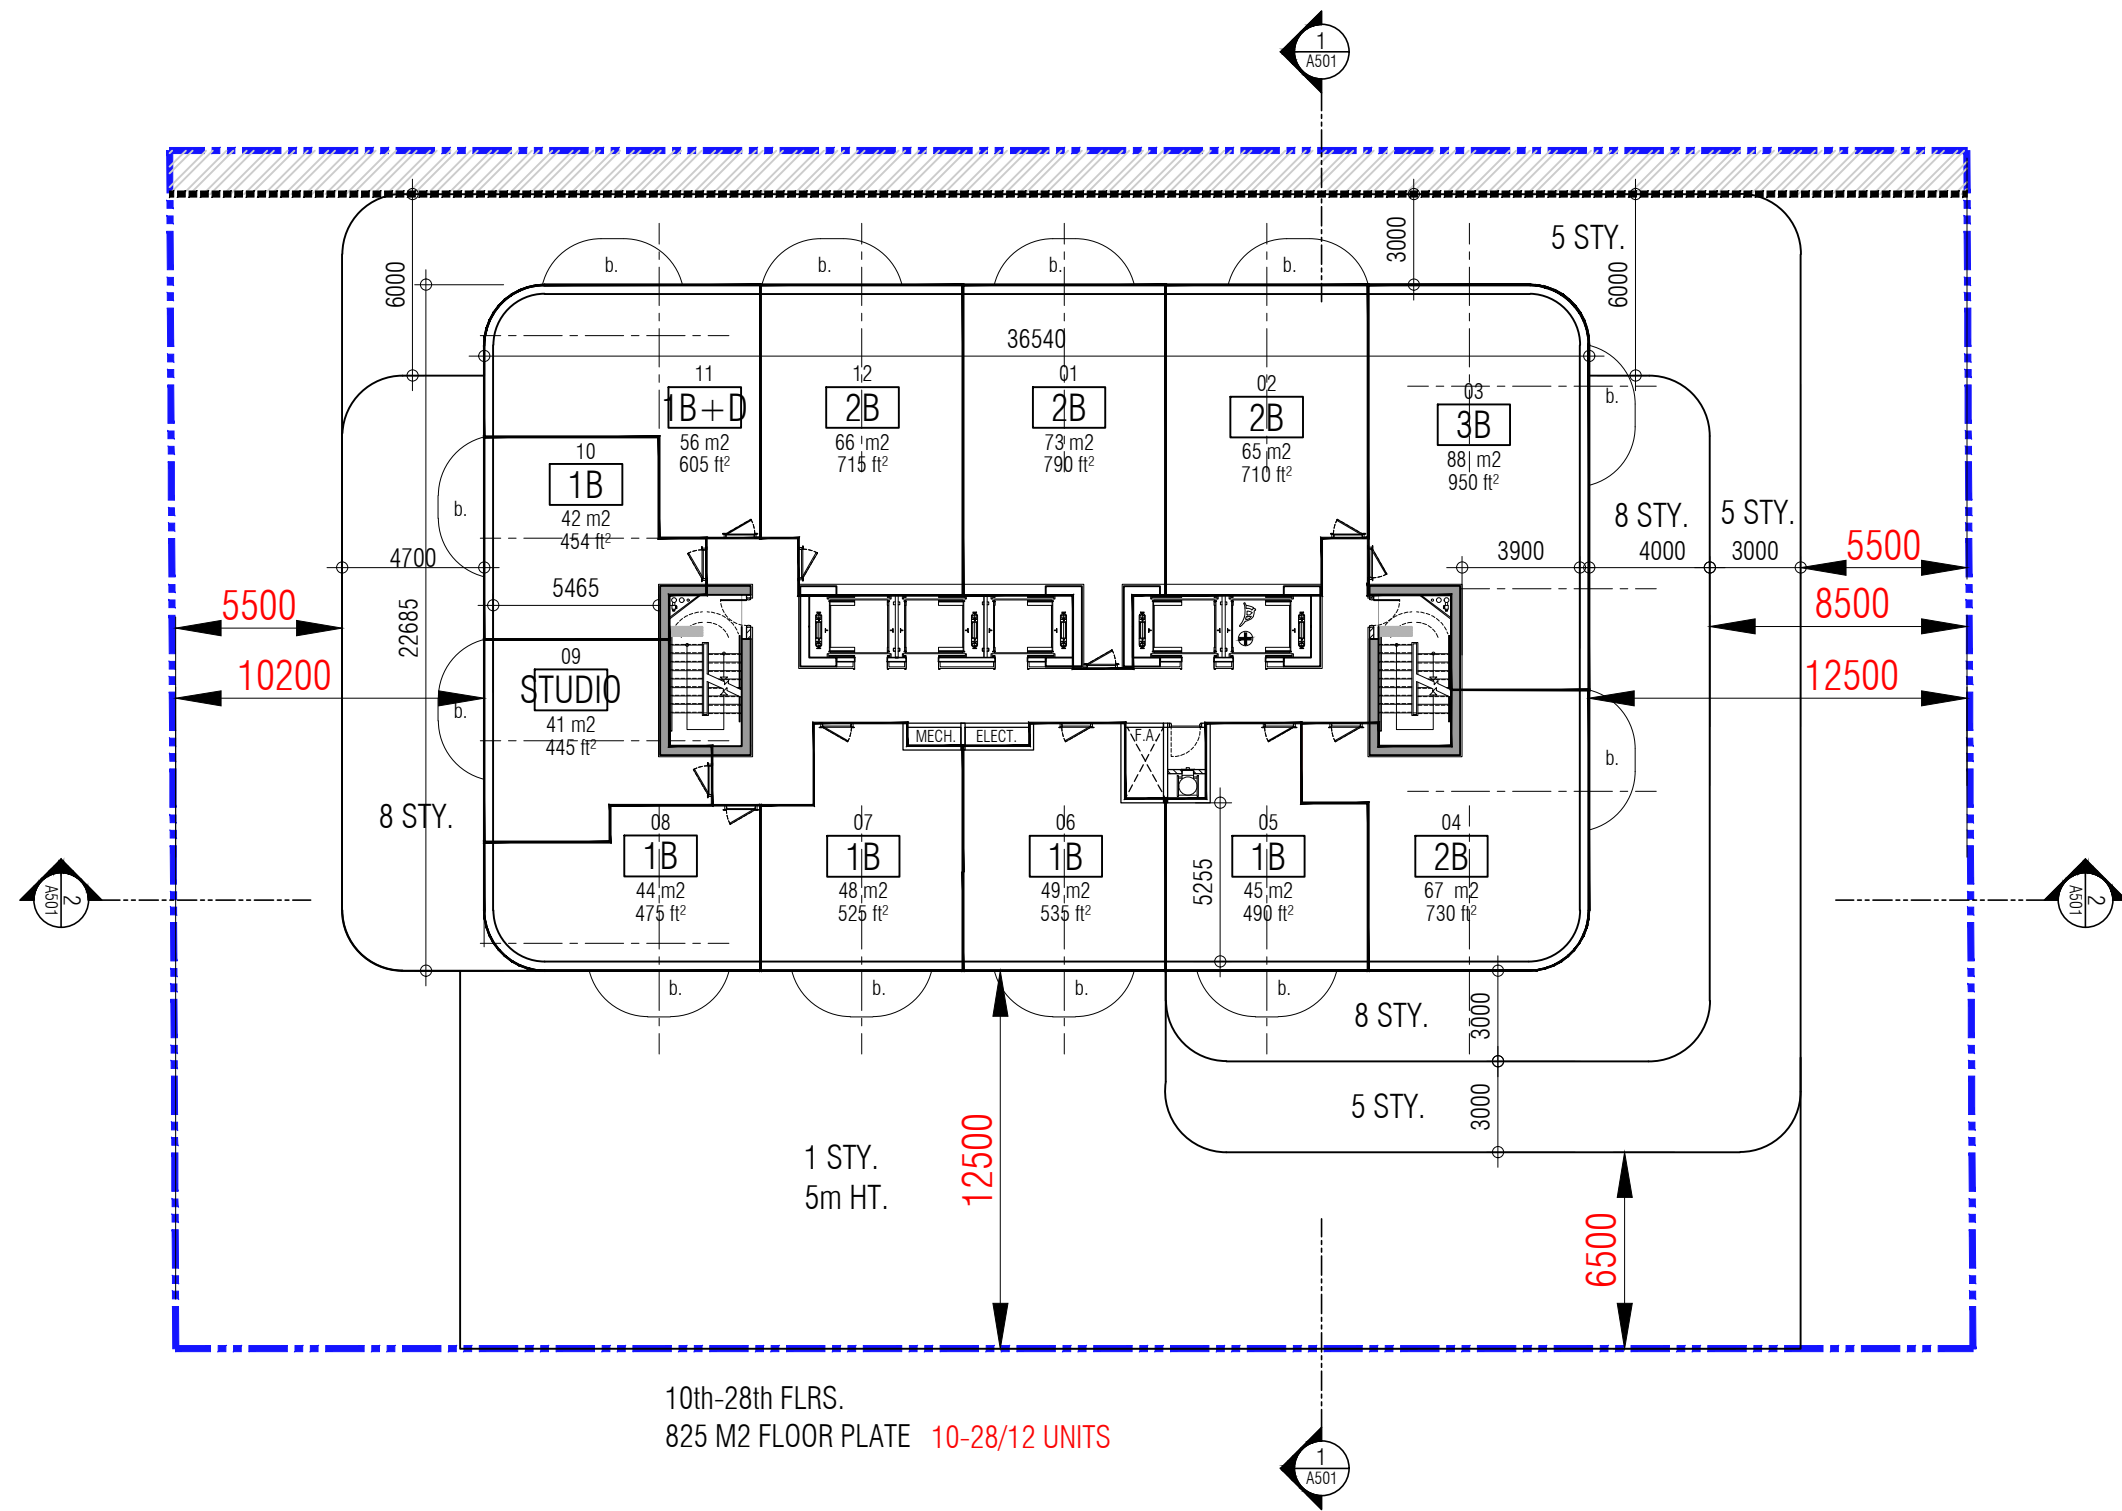 1
A501
5 STY.
3000
6000
6000
b.
b.
b.
b.
36540
11
1B+D
56 m2
605 ft²
12
2B
66 m2
715 ft²
01
2B
73 m2
790 ft²
02
2B
65 m2
710 ft²
03
3B
88 m2
950 ft²
b.
10
1B
42 m2
454 ft²
b.
8 STY.
5 STY.
4700
3900
4000
3000
5500
5465
5500
8500
22685
10200
12500
09
STUDIO
41 m2
445 ft²
b.
MECH.
ELECT.
F.A.
b.
8 STY.
08
1B
44 m2
475 ft²
07
1B
48 m2
525 ft²
06
1B
49 m2
535 ft²
5255
05
1B
45 m2
490 ft²
04
2B
67 m2
730 ft²
2
A501
2
A501
b.
b.
b.
b.
8 STY.
3000
5 STY.
3000
1 STY.
5m HT.
12500
6500
10th-28th FLRS.
825 M2 FLOOR PLATE 10-28/12 UNITS
1
A501